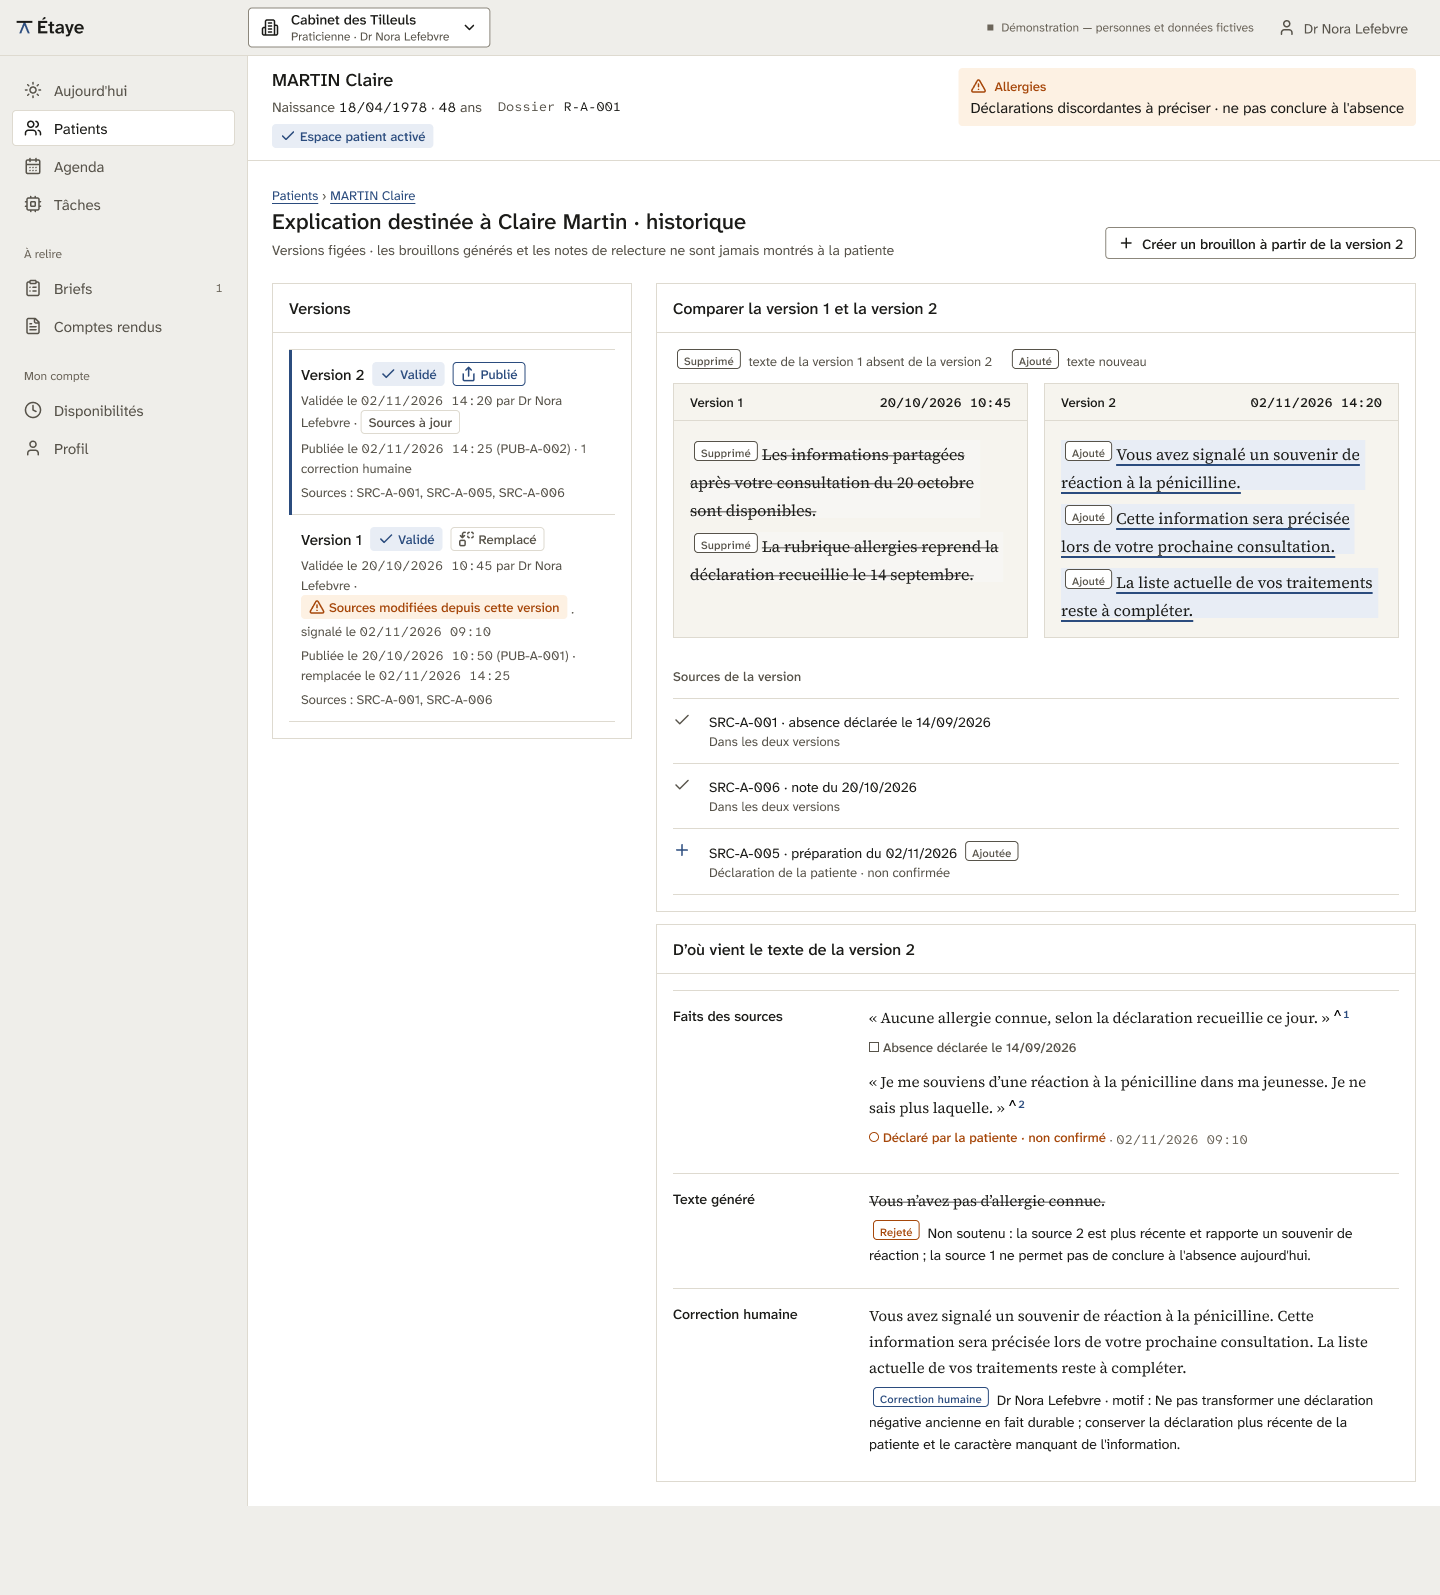 Étaye
Cabinet des Tilleuls
Praticienne · Dr Nora Lefebvre
Démonstration — personnes et données fictives
Dr Nora Lefebvre
Aujourd'hui
Patients
Agenda
Tâches
À relire
Briefs 1
Comptes rendus
Mon compte
Disponibilités
Profil
MARTIN Claire
Naissance 18/04/1978 · 48 ans Dossier R-A-001
Espace patient activé
Allergies
Déclarations discordantes à préciser · ne pas conclure à l'absence
Patients › MARTIN Claire
Explication destinée à Claire Martin · historique
Versions figées · les brouillons générés et les notes de relecture ne sont jamais montrés à la patiente
Créer un brouillon à partir de la version 2
Versions
Version 2 Validé Publié
Validée le 02/11/2026 14:20 par Dr Nora
Lefebvre · Sources à jour
Publiée le 02/11/2026 14:25 (PUB-A-002) · 1
correction humaine
Sources : SRC-A-001, SRC-A-005, SRC-A-006
Version 1 Validé Remplacé
Validée le 20/10/2026 10:45 par Dr Nora
Lefebvre ·
Sources modifiées depuis cette version ·
signalé le 02/11/2026 09:10
Publiée le 20/10/2026 10:50 (PUB-A-001) ·
remplacée le 02/11/2026 14:25
Sources : SRC-A-001, SRC-A-006
Comparer la version 1 et la version 2
Supprimé texte de la version 1 absent de la version 2 Ajouté texte nouveau
Version 1 20/10/2026 10:45
Supprimé Les informations partagées
après votre consultation du 20 octobre
sont disponibles.
Supprimé La rubrique allergies reprend la
déclaration recueillie le 14 septembre.
Version 2 02/11/2026 14:20
Ajouté Vous avez signalé un souvenir de
réaction à la pénicilline.
Ajouté Cette information sera précisée
lors de votre prochaine consultation.
Ajouté La liste actuelle de vos traitements
reste à compléter.
Sources de la version
SRC-A-001 · absence déclarée le 14/09/2026
Dans les deux versions
SRC-A-006 · note du 20/10/2026
Dans les deux versions
SRC-A-005 · préparation du 02/11/2026 Ajoutée
Déclaration de la patiente · non confirmée
D’où vient le texte de la version 2
Faits des sources
« Aucune allergie connue, selon la déclaration recueillie ce jour. » ^1
Absence déclarée le 14/09/2026
« Je me souviens d’une réaction à la pénicilline dans ma jeunesse. Je ne
sais plus laquelle. » ^2
Déclaré par la patiente · non confirmé · 02/11/2026 09:10
Texte généré
Vous n’avez pas d’allergie connue.
Rejeté Non soutenu : la source 2 est plus récente et rapporte un souvenir de
réaction ; la source 1 ne permet pas de conclure à l'absence aujourd'hui.
Correction humaine
Vous avez signalé un souvenir de réaction à la pénicilline. Cette
information sera précisée lors de votre prochaine consultation. La liste
actuelle de vos traitements reste à compléter.
Correction humaine Dr Nora Lefebvre · motif : Ne pas transformer une déclaration
négative ancienne en fait durable ; conserver la déclaration plus récente de la
patiente et le caractère manquant de l'information.